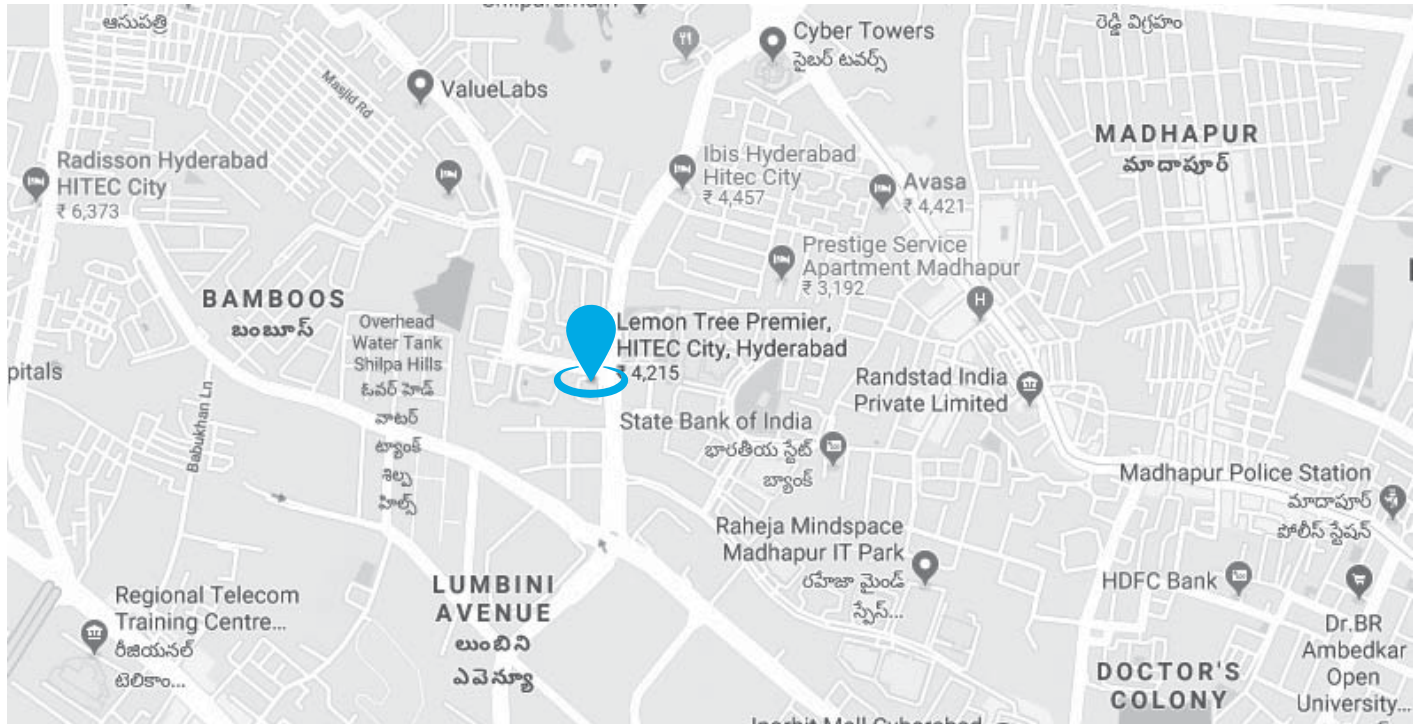 ఆసుపత్రి
Masjid Rd
ValueLabs
Cyber Towers
సైబర్ టవర్స్
రెడ్డి విగ్రహం
MADHAPUR
మాదాపూర్
Radisson Hyderabad
HITEC City
₹ 6,373
Ibis Hyderabad
Hitec City
₹ 4,457
Avasa
₹ 4,421
Prestige Service
Apartment Madhapur
₹ 3,192
H
BAMBOOS
బంబూస్
Overhead
Water Tank
Shilpa Hills
ఓవర్ హెడ్
వాటర్
ట్యాంక్
శిల్ప
హిల్స్
Lemon Tree Premier,
HITEC City, Hyderabad
₹ 4,215
pitals
Babukhan Ln
Randstad India
Private Limited
State Bank of India
భారతీయ స్టేట్
బ్యాంక్
Madhapur Police Station
మాదాపూర్
పోలీస్ స్టేషన్
Raheja Mindspace
Madhapur IT Park
రహేజా మైండ్
స్పేస్...
HDFC Bank
Regional Telecom
Training Centre...
రీజియనల్
టెలికాం...
LUMBINI
AVENUE
లుంబిని
ఎవెన్యూ
Dr.BR
Ambedkar
Open
University...
DOCTOR'S
COLONY